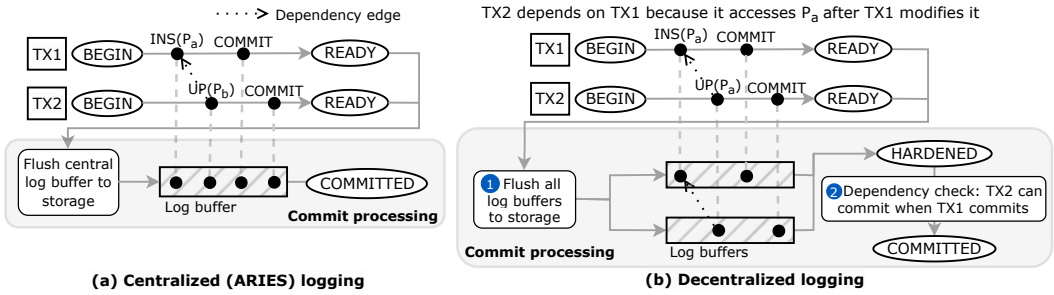 Dependency edge
TX1
BEGIN
INS(Pa)
COMMIT
READY
TX2
BEGIN
UP(Pb)
COMMIT
READY
Flush central
log buffer to
storage
Log buffer
COMMITTED
Commit processing
(a) Centralized (ARIES) logging
TX2 depends on TX1 because it accesses Pa after TX1 modifies it
TX1
BEGIN
INS(Pa)
COMMIT
READY
TX2
BEGIN
UP(Pa)
COMMIT
READY
1 Flush all
log buffers
to storage
Log buffers
HARDENED
2 Dependency check: TX2 can
commit when TX1 commits
COMMITTED
Commit processing
(b) Decentralized logging